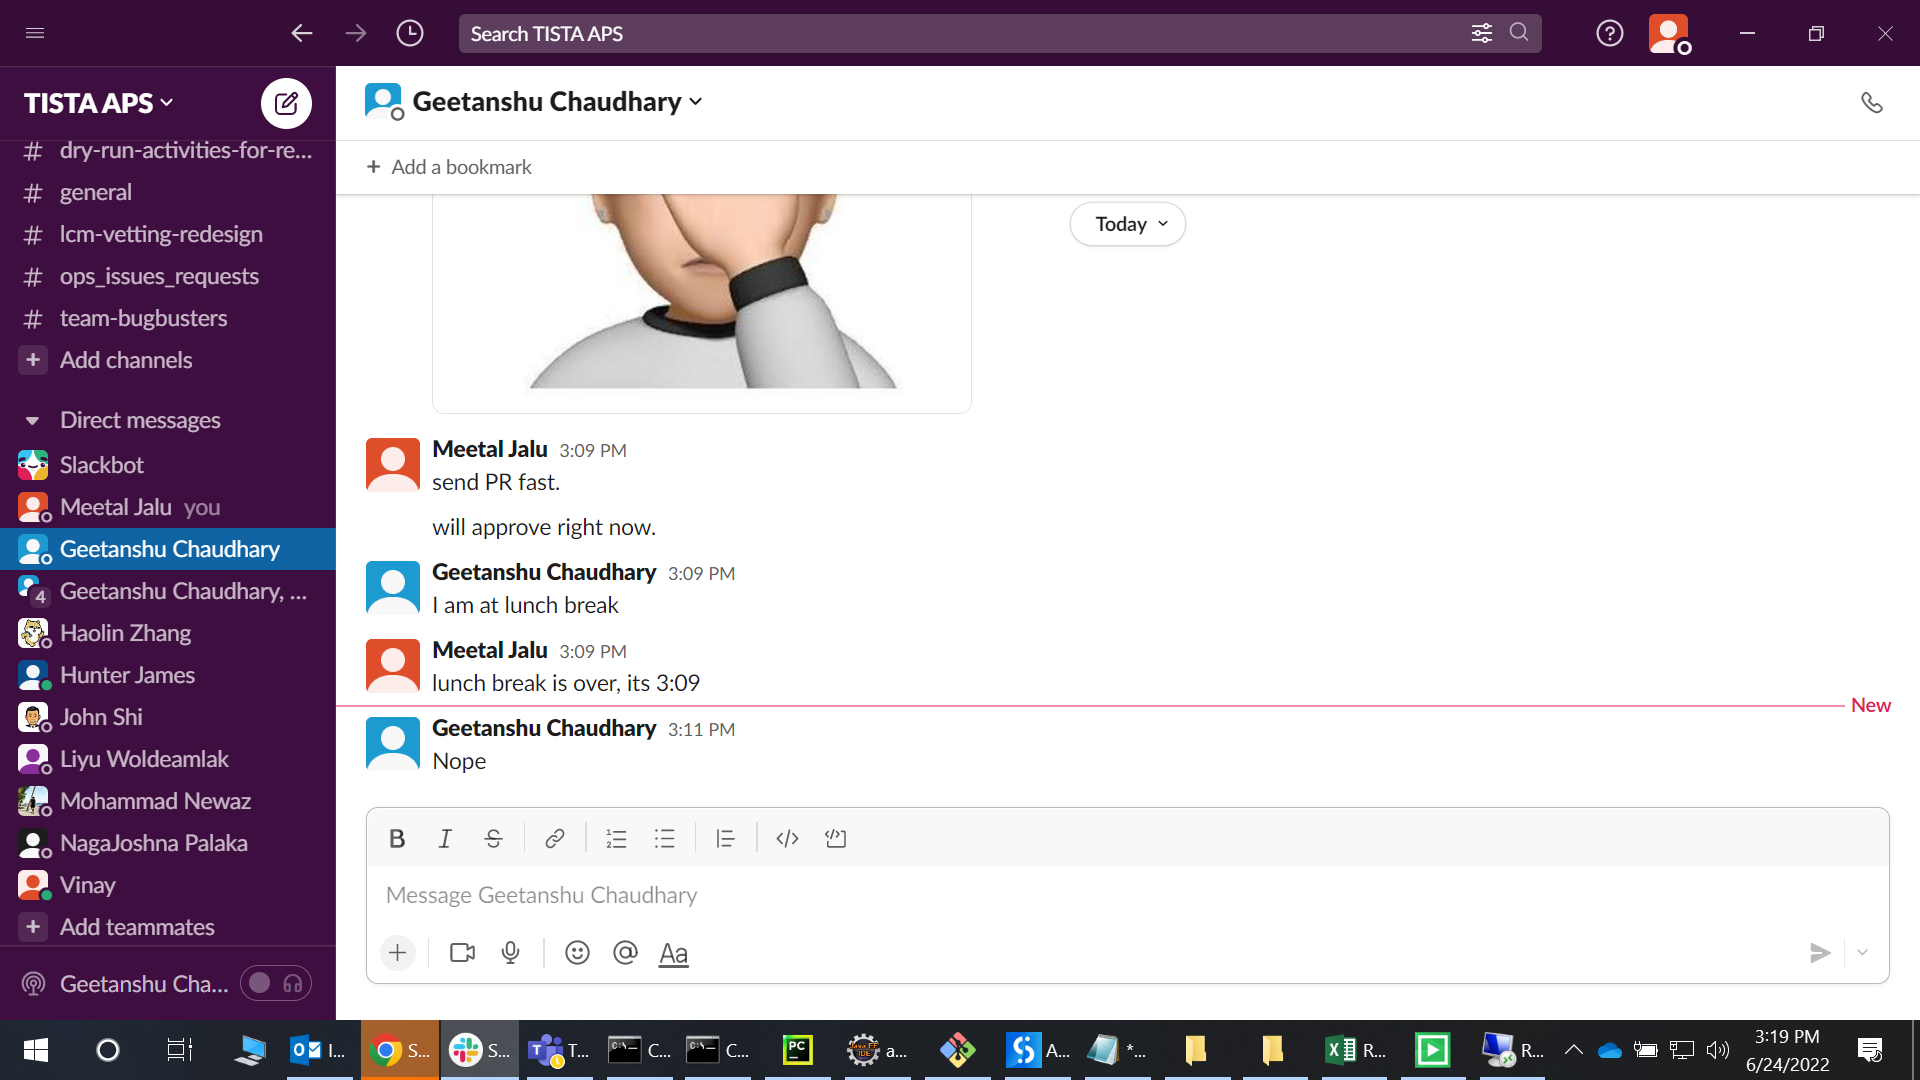 Search TISTA APS
TISTA APS
dry-run-activities-for-re...
general
lcm-vetting-redesign
ops_issues_requests
team-bugbusters
+ Add channels
Direct messages
Slackbot
Meetal Jalu you
Geetanshu Chaudhary
4 Geetanshu Chaudhary, ...
Haolin Zhang
Hunter James
John Shi
Liyu Woldeamlak
Mohammad Newaz
NagaJoshna Palaka
Vinay
+ Add teammates
Geetanshu Cha...
Geetanshu Chaudhary
+ Add a bookmark
Today
Meetal Jalu 3:09 PM
send PR fast.
will approve right now.
Geetanshu Chaudhary 3:09 PM
I am at lunch break
Meetal Jalu 3:09 PM
lunch break is over, its 3:09
New
Geetanshu Chaudhary 3:11 PM
Nope
Message Geetanshu Chaudhary
Aa
I... S... S... T... C... C... a... A... *... R... R...
3:19 PM
6/24/2022